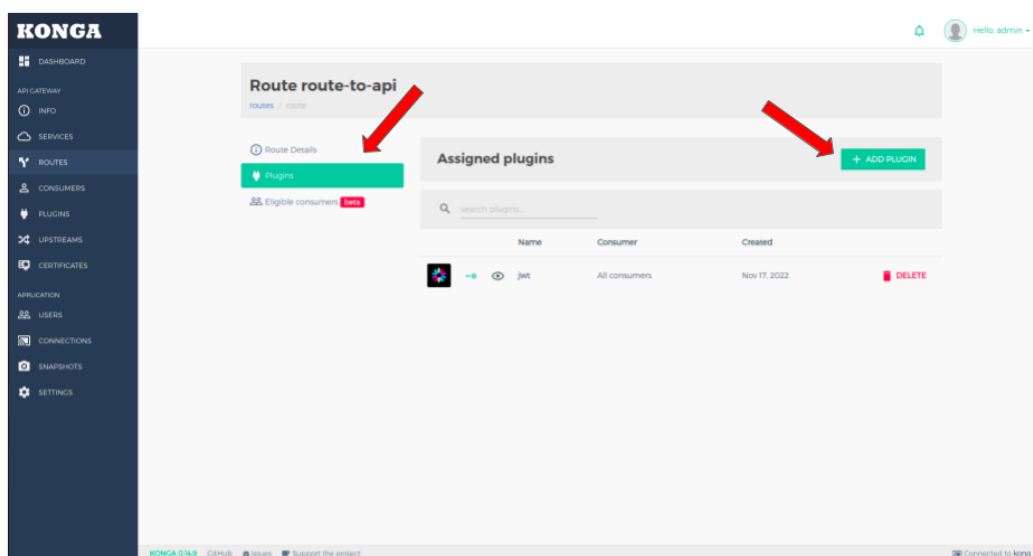 KONGA
Hello, admin
DASHBOARD
API GATEWAY
INFO
SERVICES
ROUTES
CONSUMERS
PLUGINS
UPSTREAMS
CERTIFICATES
APPLICATION
USERS
CONNECTIONS
SNAPSHOTS
SETTINGS
Route route-to-api
routes / route
Route Details
Plugins
Eligible consumers beta
Assigned plugins
+ ADD PLUGIN
search plugins...
Name Consumer Created
jwt All consumers Nov 17, 2022 DELETE
KONGA 0.14.9 GitHub Issues Support the project
Connected to kong